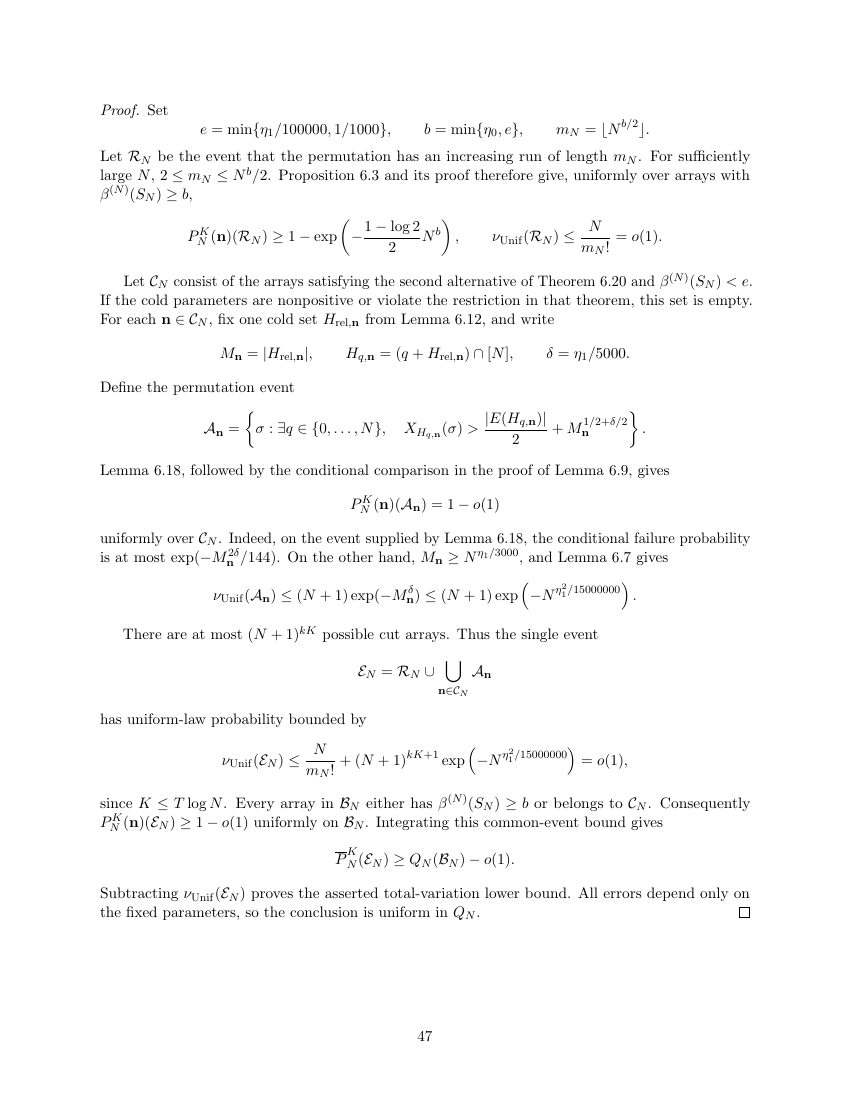 Proof. Set
e = min{η₁/100000, 1/1000},  b = min{η₀, e},  m_N = ⌊N^{b/2}⌋.
Let ℛ_N be the event that the permutation has an increasing run of length m_N. For sufficiently
large N, 2 ≤ m_N ≤ N^b/2. Proposition 6.3 and its proof therefore give, uniformly over arrays with
β^{(N)}(S_N) ≥ b,
P_N^K(𝐧)(ℛ_N) ≥ 1 − exp(−\frac{1 − log 2}{2} N^b),  ν_{Unif}(ℛ_N) ≤ \frac{N}{m_N!} = o(1).
Let 𝒞_N consist of the arrays satisfying the second alternative of Theorem 6.20 and β^{(N)}(S_N) < e.
If the cold parameters are nonpositive or violate the restriction in that theorem, this set is empty.
For each 𝐧 ∈ 𝒞_N, fix one cold set H_{rel,𝐧} from Lemma 6.12, and write
M_𝐧 = |H_{rel,𝐧}|,  H_{q,𝐧} = (q + H_{rel,𝐧}) ∩ [N],  δ = η₁/5000.
Define the permutation event
𝒜_𝐧 = {σ : ∃q ∈ {0, . . . , N},  X_{H_{q,𝐧}}(σ) > \frac{|E(H_{q,𝐧})|}{2} + M_𝐧^{1/2+δ/2}}.
Lemma 6.18, followed by the conditional comparison in the proof of Lemma 6.9, gives
P_N^K(𝐧)(𝒜_𝐧) = 1 − o(1)
uniformly over 𝒞_N. Indeed, on the event supplied by Lemma 6.18, the conditional failure probability
is at most exp(−M_𝐧^{2δ}/144). On the other hand, M_𝐧 ≥ N^{η₁/3000}, and Lemma 6.7 gives
ν_{Unif}(𝒜_𝐧) ≤ (N + 1) exp(−M_𝐧^δ) ≤ (N + 1) exp(−N^{η₁²/15000000}).
There are at most (N + 1)^{kK} possible cut arrays. Thus the single event
ℰ_N = ℛ_N ∪ ⋃_{𝐧∈𝒞_N} 𝒜_𝐧
has uniform-law probability bounded by
ν_{Unif}(ℰ_N) ≤ \frac{N}{m_N!} + (N + 1)^{kK+1} exp(−N^{η₁²/15000000}) = o(1),
since K ≤ T log N. Every array in ℬ_N either has β^{(N)}(S_N) ≥ b or belongs to 𝒞_N. Consequently
P_N^K(𝐧)(ℰ_N) ≥ 1 − o(1) uniformly on ℬ_N. Integrating this common-event bound gives
\overline{P}_N^K(ℰ_N) ≥ Q_N(ℬ_N) − o(1).
Subtracting ν_{Unif}(ℰ_N) proves the asserted total-variation lower bound. All errors depend only on
the fixed parameters, so the conclusion is uniform in Q_N. □
47